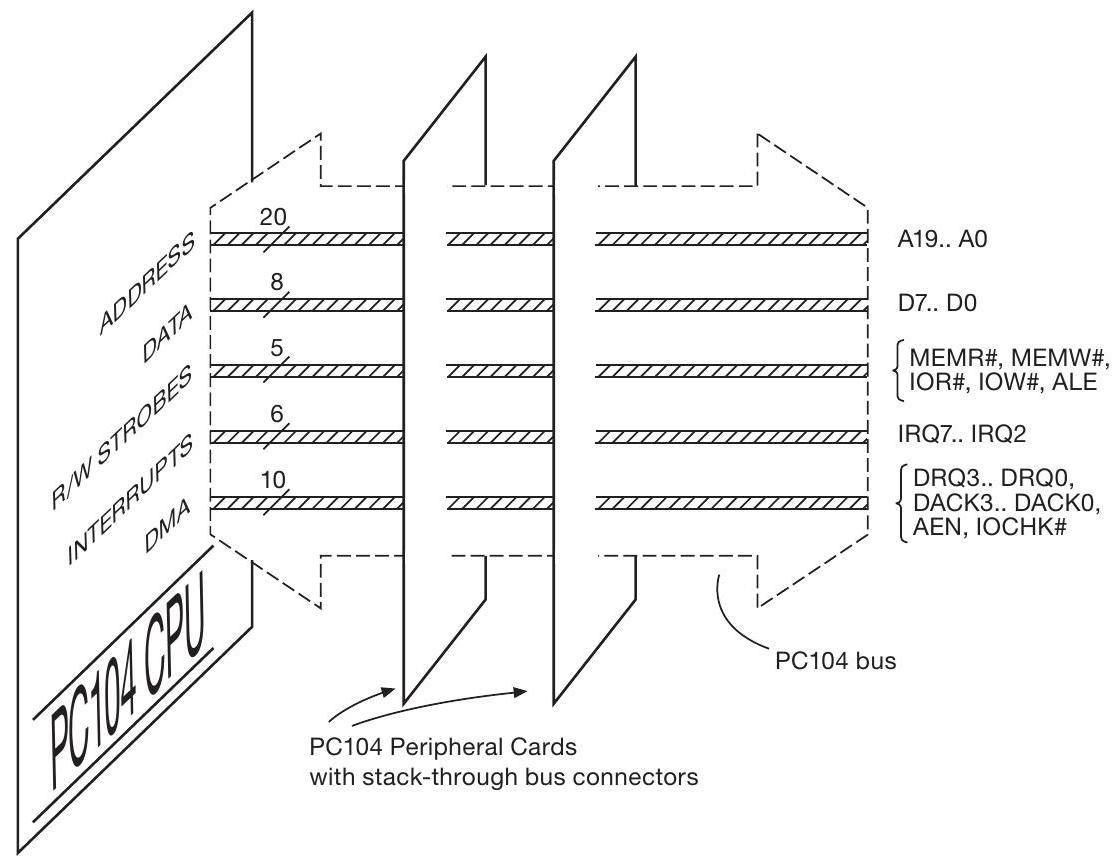 20
ADDRESS
A19.. A0
8
DATA
D7.. D0
5
R/W STROBES
MEMR#, MEMW#,
IOR#, IOW#, ALE
6
INTERRUPTS
IRQ7.. IRQ2
10
DMA
DRQ3.. DRQ0,
DACK3.. DACK0,
AEN, IOCHK#
PC104 CPU
PC104 bus
PC104 Peripheral Cards
with stack-through bus connectors